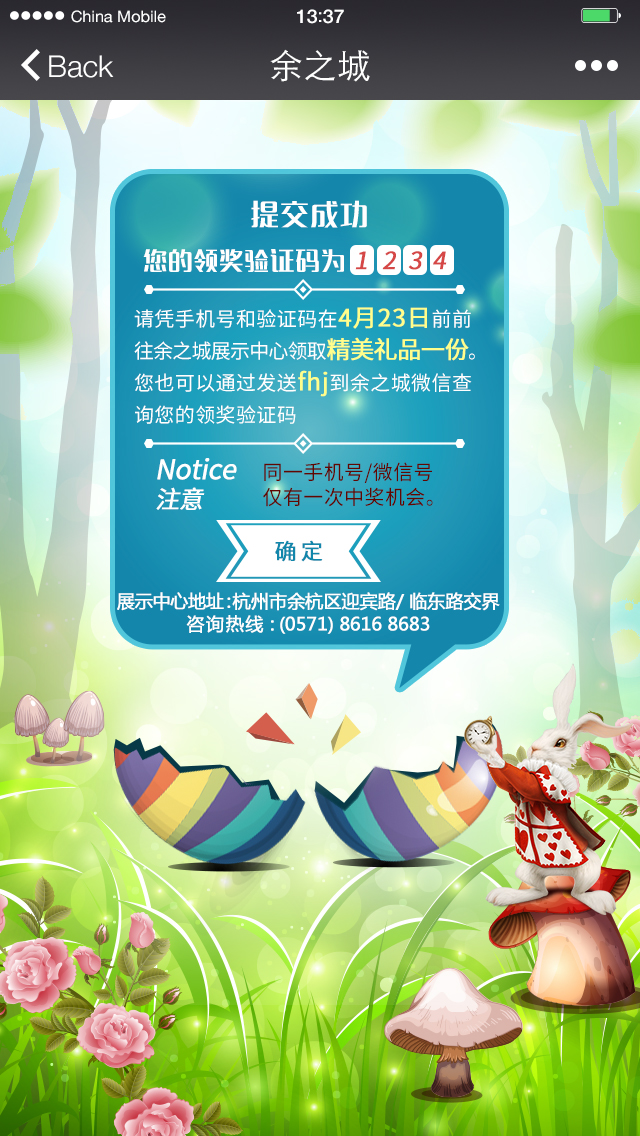 China Mobile 13:37
Back 余之城
提交成功
您的领奖验证码为 1 2 3 4
请凭手机号和验证码在4月23日前前
往余之城展示中心领取精美礼品一份。
您也可以通过发送fhj到余之城微信查
询您的领奖验证码
Notice 同一手机号/微信号
注意 仅有一次中奖机会。
确定
展示中心地址:杭州市余杭区迎宾路/ 临东路交界
咨询热线：(0571) 8616 8683